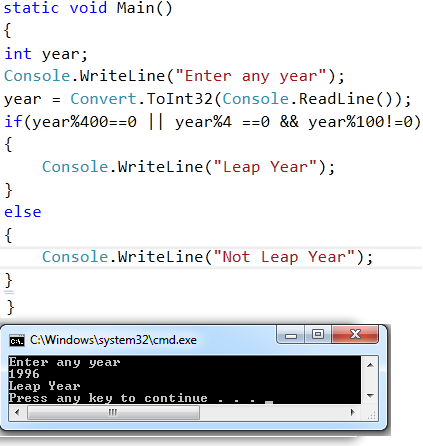 static void Main()
{
int year;
Console.WriteLine("Enter any year");
year = Convert.ToInt32(Console.ReadLine());
if(year%400==0 || year%4 ==0 && year%100!=0)
{
    Console.WriteLine("Leap Year");
}
else
{
    Console.WriteLine("Not Leap Year");
}
}
C:\Windows\system32\cmd.exe
Enter any year
1996
Leap Year
Press any key to continue . . . _